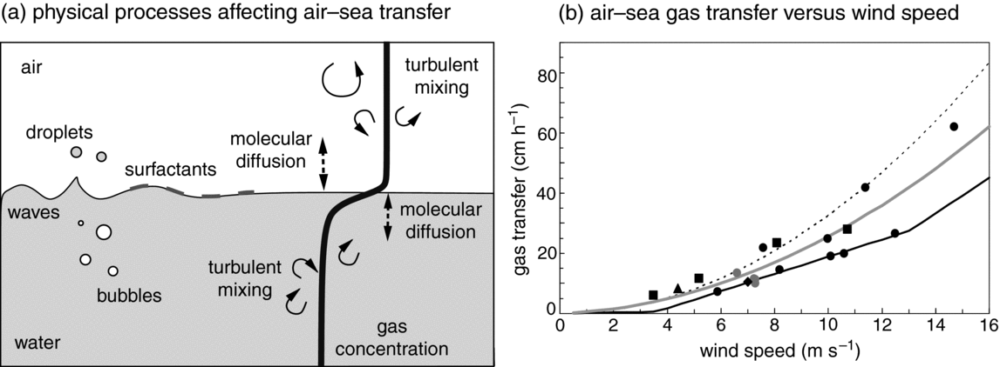 (a) physical processes affecting air–sea transfer
air
turbulent
mixing
droplets
molecular
diffusion
surfactants
waves
molecular
diffusion
turbulent
mixing
bubbles
gas
concentration
water
(b) air–sea gas transfer versus wind speed
gas transfer (cm h⁻¹)
80
60
40
20
0
0 2 4 6 8 10 12 14 16
wind speed (m s⁻¹)